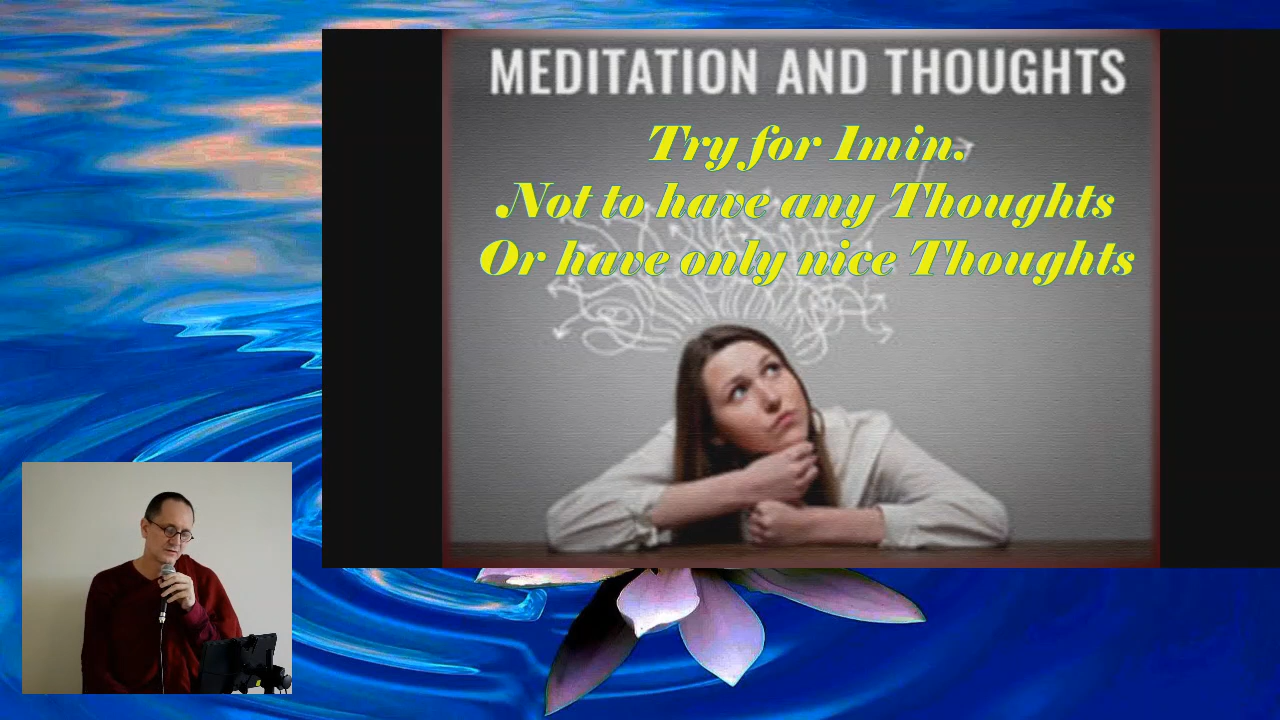 MEDITATION AND THOUGHTS
Try for 1min.
Not to have any Thoughts
Or have only nice Thoughts